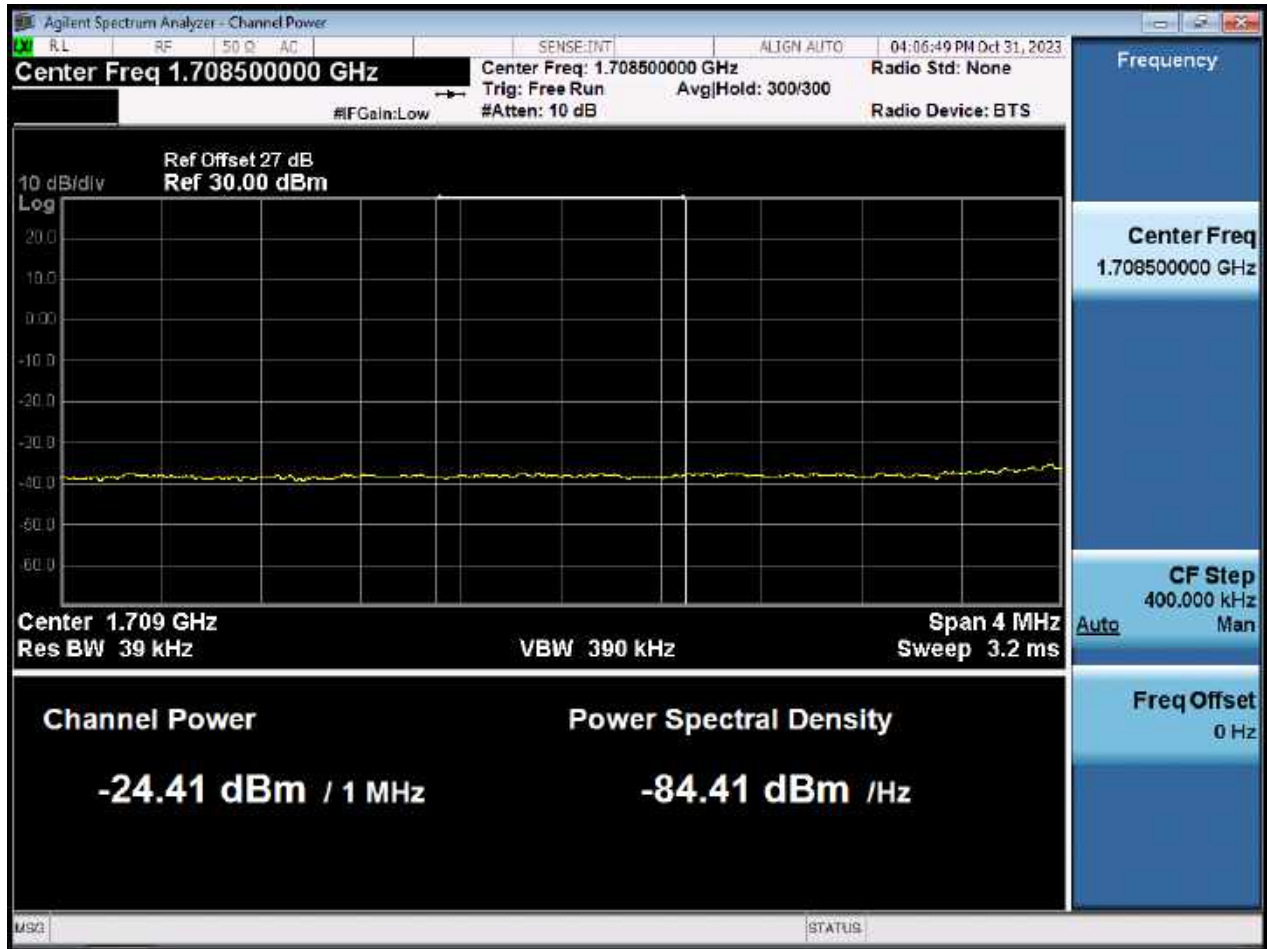 Agilent Spectrum Analyzer - Channel Power
LXI RL RF 50 Ω AC SENSE:INT ALIGN AUTO 04:06:49 PM Oct 31, 2023
Center Freq 1.708500000 GHz
Center Freq: 1.708500000 GHz
Radio Std: None
Trig: Free Run Avg|Hold: 300/300
#IFGain:Low
#Atten: 10 dB
Radio Device: BTS
Ref Offset 27 dB
10 dB/div Ref 30.00 dBm
Log
20.0
10.0
0.00
-10.0
-20.0
-30.0
-40.0
-50.0
-60.0
Center 1.709 GHz Span 4 MHz
Res BW 39 kHz VBW 390 kHz Sweep 3.2 ms
Channel Power Power Spectral Density
-24.41 dBm / 1 MHz -84.41 dBm /Hz
MSG STATUS
Frequency
Center Freq
1.708500000 GHz
CF Step
400.000 kHz
Auto Man
Freq Offset
0 Hz